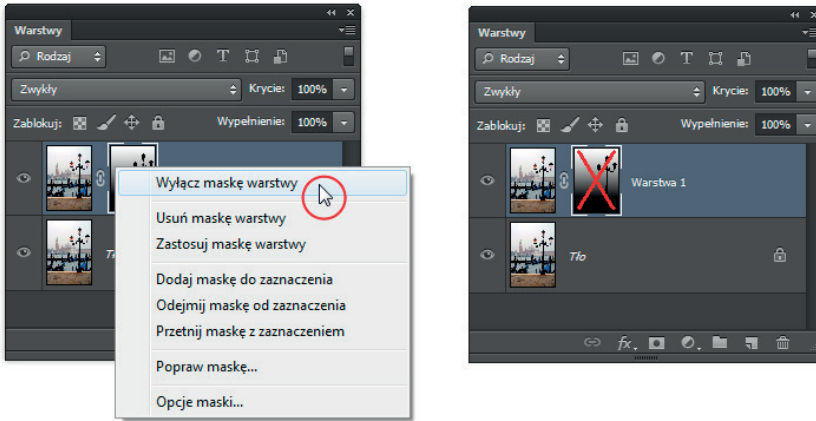 Warstwy
Rodzaj
T
Zwykły Krycie: 100%
Zablokuj: Wypełnienie: 100%
Wyłącz maskę warstwy
Usuń maskę warstwy
Zastosuj maskę warstwy
Dodaj maskę do zaznaczenia
Odejmij maskę od zaznaczenia
Przetnij maskę z zaznaczeniem
Popraw maskę...
Opcje maski...
Warstwy
Rodzaj
T
Zwykły Krycie: 100%
Zablokuj: Wypełnienie: 100%
Warstwa 1
Tło
fx.